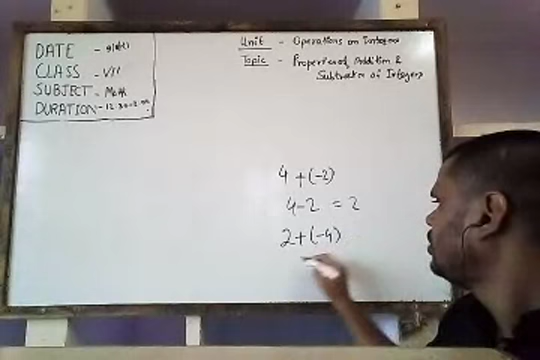 DATE -
CLASS - VII
SUBJECT - Math
DURATION -
Unit - Operations on Integers
Topic - Properties of Addition &
Subtraction of Integers
4 + (-2)
4 - 2 = 2
2 + (-4)